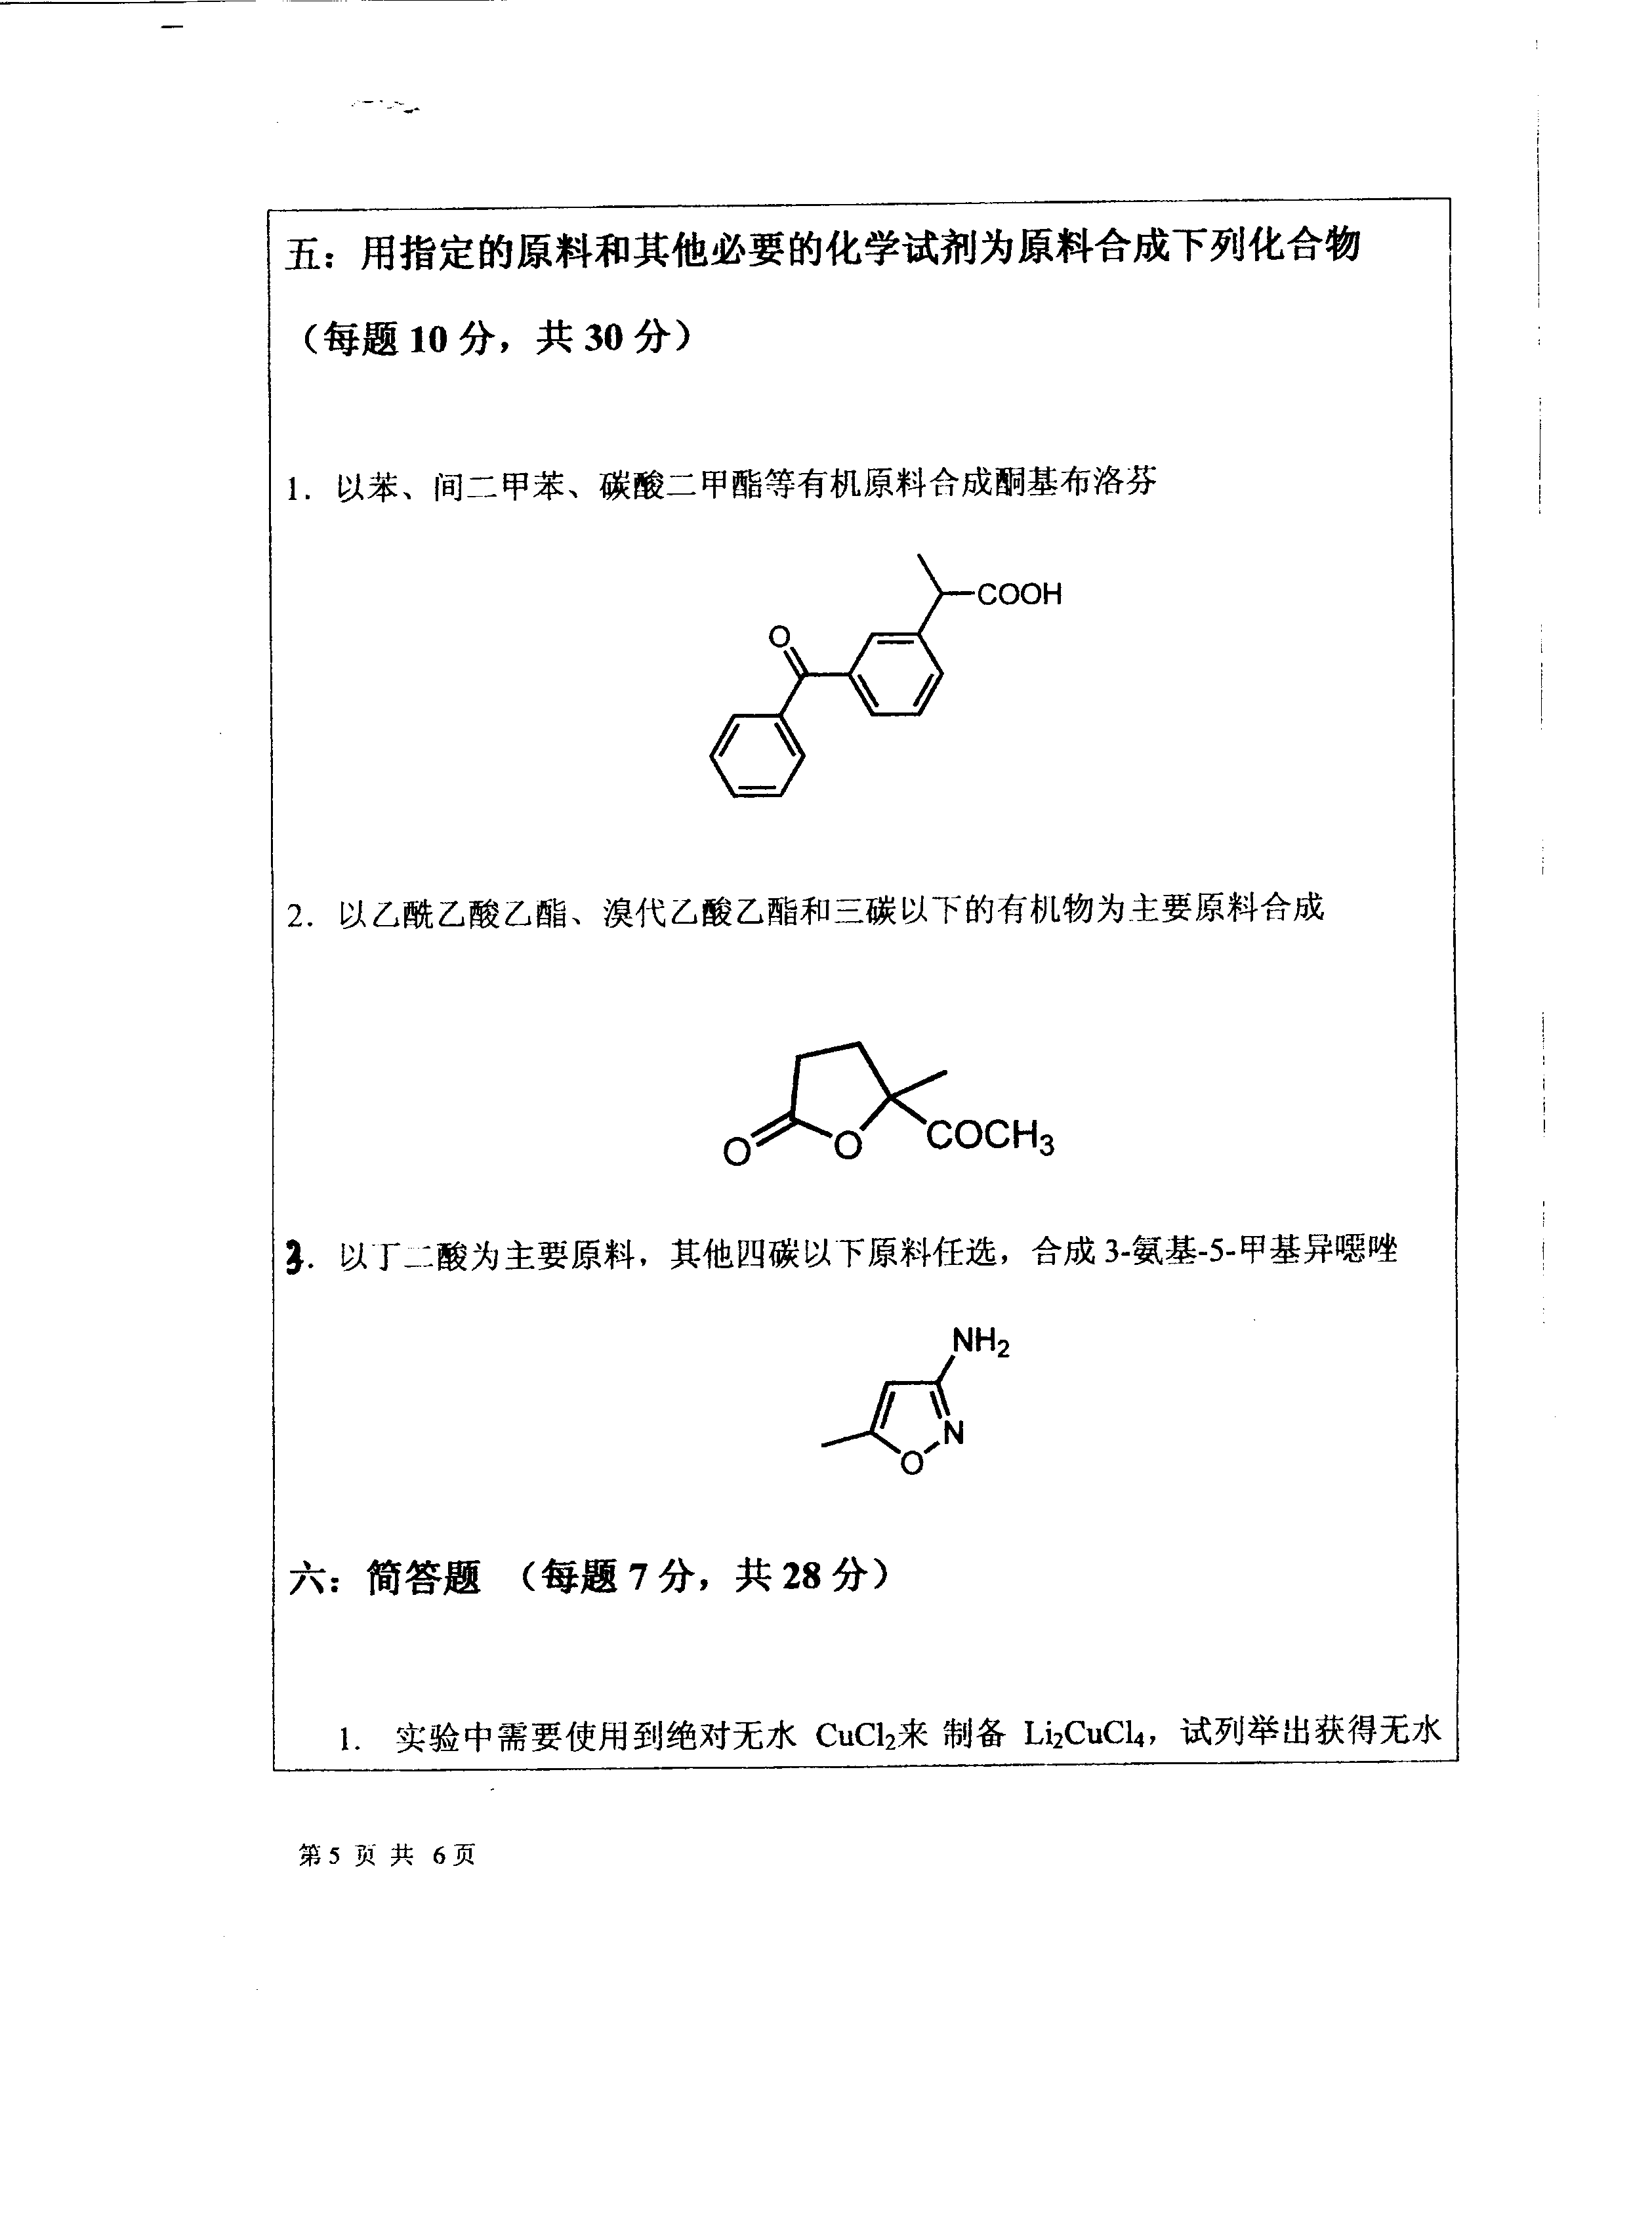 五：用指定的原料和其他必要的化学试剂为原料合成下列化合物
（每题 10 分，共 30 分）
1. 以苯、间二甲苯、碳酸二甲酯等有机原料合成酮基布洛芬
COOH
O
2. 以乙酰乙酸乙酯、溴代乙酸乙酯和三碳以下的有机物为主要原料合成
O
O
COCH3
3. 以丁二酸为主要原料，其他四碳以下原料任选，合成 3-氨基-5-甲基异噁唑
NH2
N
O
六：简答题 （每题 7 分，共 28 分）
1. 实验中需要使用到绝对无水 CuCl2来 制备 Li2CuCl4，试列举出获得无水
第 5 页 共 6 页